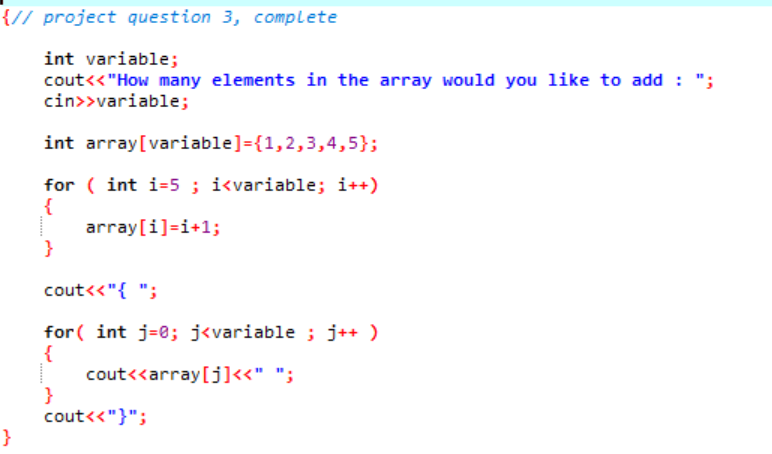 {// project question 3, complete
int variable;
cout<<"How many elements in the array would you like to add : ";
cin>>variable;
int array[variable]={1,2,3,4,5};
for ( int i=5 ; i<variable; i++)
{
array[i]=i+1;
}
cout<<"{ ";
for( int j=0; j<variable ; j++ )
{
cout<<array[j]<<" ";
}
cout<<"}";
}